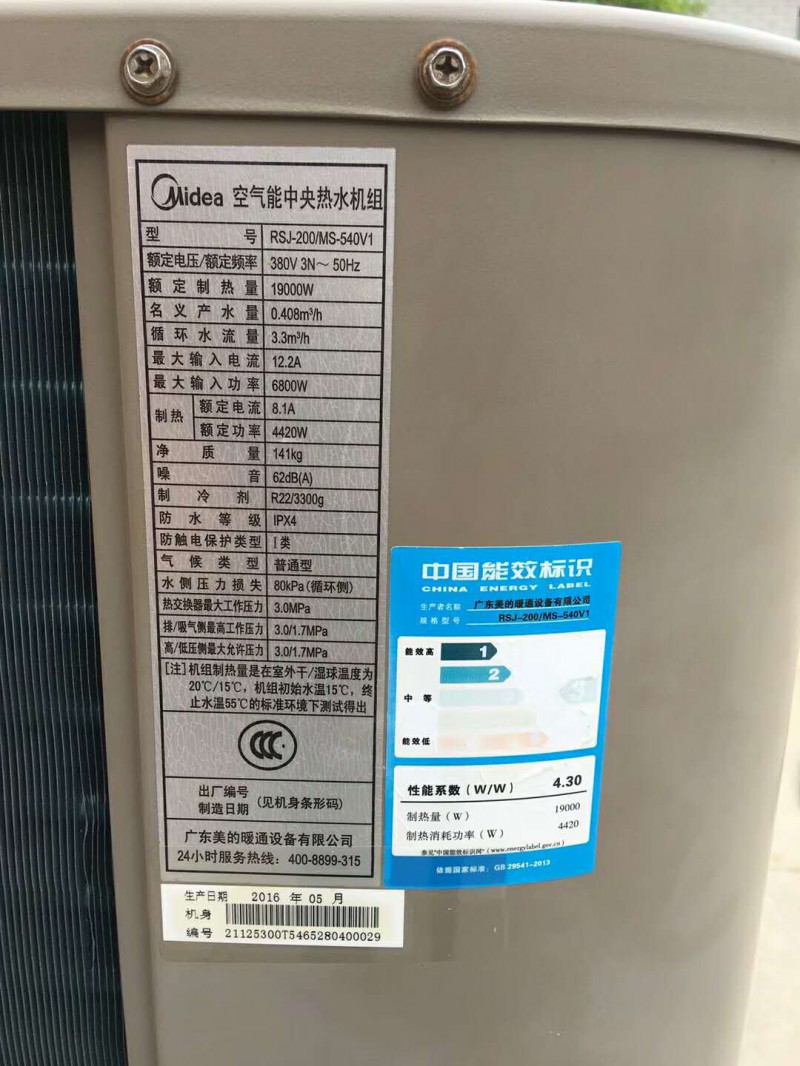 Midea 空气能中央热水机组
型 号 RSJ-200/MS-540V1
额定电压/额定频率 380V 3N～ 50Hz
额定制热量 19000W
名义产水量 0.408m³/h
循环水流量 3.3m³/h
最大输入电流 12.2A
最大输入功率 6800W
制热 额定电流 8.1A
额定功率 4420W
净质量 141kg
噪音 62dB(A)
制冷剂 R22/3300g
防水等级 IPX4
防触电保护类型 I类
气候类型 普通型
水侧压力损失 80kPa(循环侧)
热交换器最大工作压力 3.0MPa
排/吸气侧最高工作压力 3.0/1.7MPa
高/低压侧最大允许压力 3.0/1.7MPa
[注]机组制热量是在室外干/湿球温度为
20℃/15℃，机组初始水温15℃，终
止水温55℃的标准环境下测试得出
CCC
出厂编号
制造日期 (见机身条形码)
广东美的暖通设备有限公司
24小时服务热线：400-8899-315
生产日期 2016 年 05 月
机身
编号 21125300T5465280400029
中国能效标识
CHINA ENERGY LABEL
生产者名称 广东美的暖通设备有限公司
规格型号 RSJ-200/MS-540V1
能效高 1
2
中 等 3
3
能效低
性能系数 (W/W) 4.30
制热量 (W) 19000
制热消耗功率 (W) 4420
参见"中国能效标识网" (www.energylabel.gov.cn)
依据国家标准：GB 29541-2013